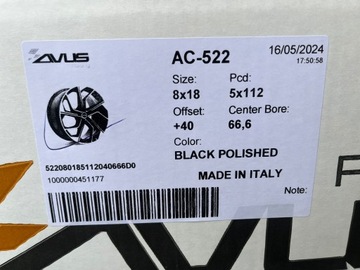 AVUS
AC-522
16/05/2024
17:50:58
Size:
Pcd:
8x18
5x112
Offset:
Center Bore:
+40
66,6
Color:
BLACK POLISHED
522080185112040666D0
1000000451177
MADE IN ITALY
Note:
AVUS